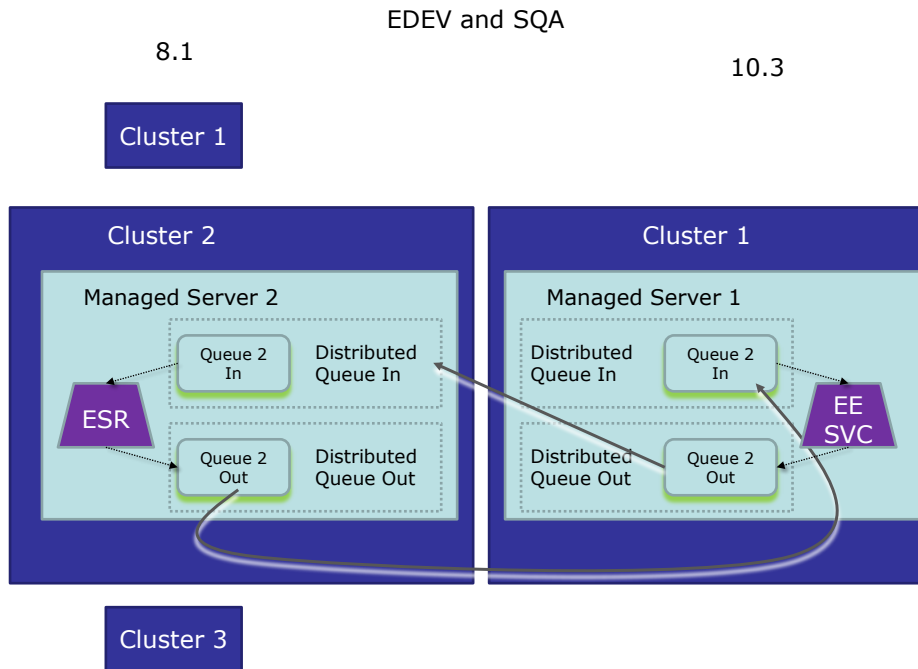 EDEV and SQA
8.1
10.3
Cluster 1
Cluster 2
Managed Server 2
Queue 2
In
Distributed
Queue In
ESR
Queue 2
Out
Distributed
Queue Out
Cluster 1
Managed Server 1
Distributed
Queue In
Queue 2
In
EE
SVC
Distributed
Queue Out
Queue 2
Out
Cluster 3